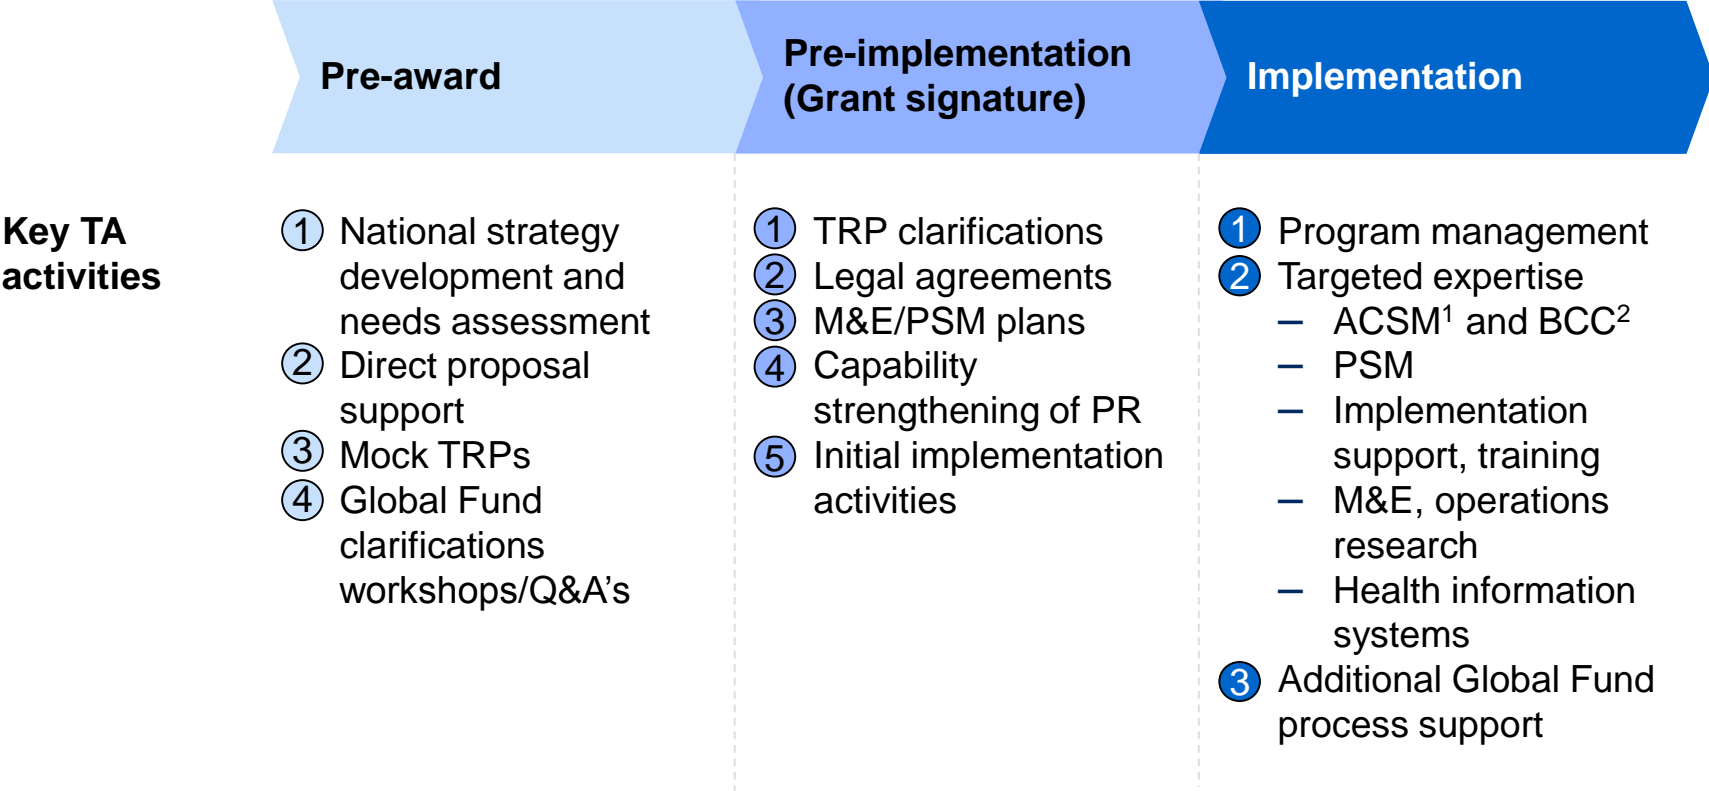 Pre-award
Pre-implementation
(Grant signature)
Implementation
Key TA
activities
1 National strategy
development and
needs assessment
2 Direct proposal
support
3 Mock TRPs
4 Global Fund
clarifications
workshops/Q&A’s
1 TRP clarifications
2 Legal agreements
3 M&E/PSM plans
4 Capability
strengthening of PR
5 Initial implementation
activities
1 Program management
2 Targeted expertise
– ACSM¹ and BCC²
– PSM
– Implementation
support, training
– M&E, operations
research
– Health information
systems
3 Additional Global Fund
process support